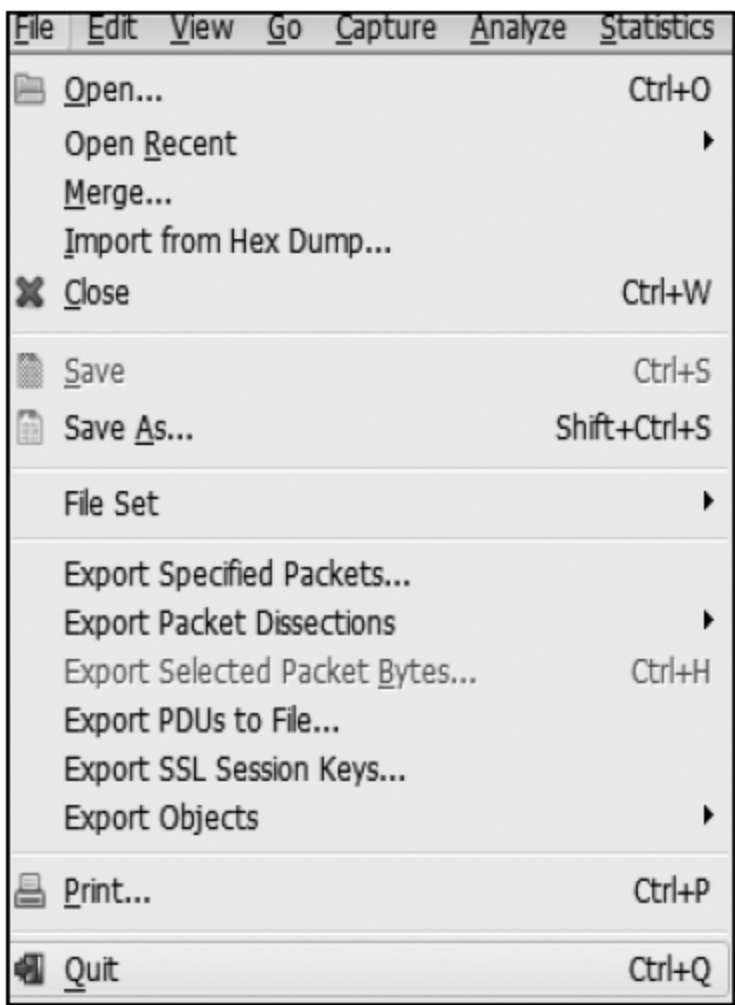 File Edit View Go Capture Analyze Statistics
Open... Ctrl+O
Open Recent
Merge...
Import from Hex Dump...
Close Ctrl+W
Save Ctrl+S
Save As... Shift+Ctrl+S
File Set
Export Specified Packets...
Export Packet Dissections
Export Selected Packet Bytes... Ctrl+H
Export PDUs to File...
Export SSL Session Keys...
Export Objects
Print... Ctrl+P
Quit Ctrl+Q